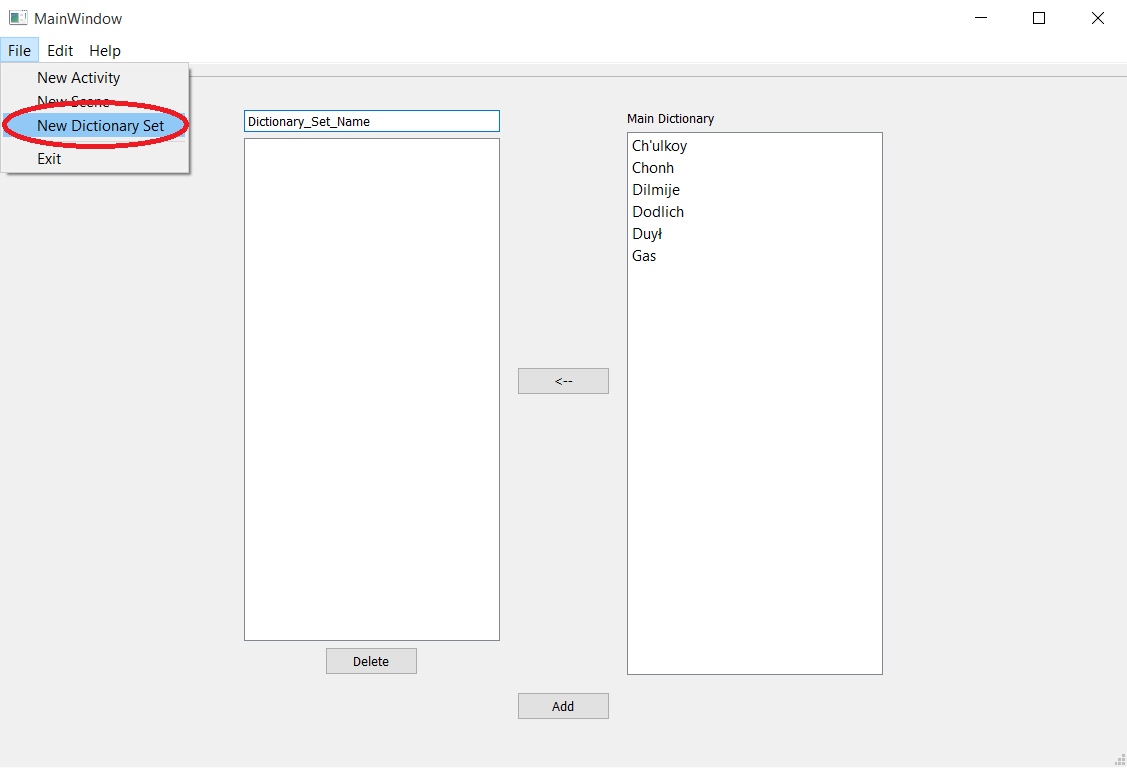 MainWindow
File Edit Help
New Activity
New Scene
New Dictionary Set
Exit
Dictionary_Set_Name
Main Dictionary
Ch'ulkoy
Chonh
Dilmije
Dodlich
Duył
Gas
<--
Delete
Add